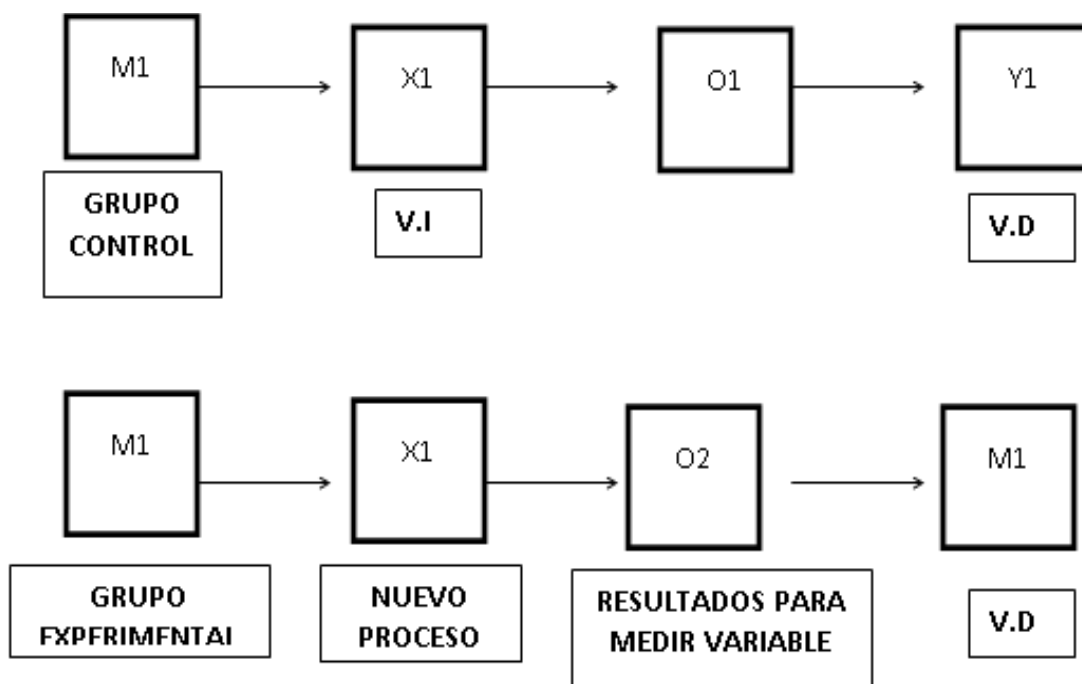 M1
X1
O1
Y1
GRUPO
CONTROL
V.I
V.D
M1
X1
O2
M1
GRUPO
EXPERIMENTAL
NUEVO
PROCESO
RESULTADOS PARA
MEDIR VARIABLE
V.D